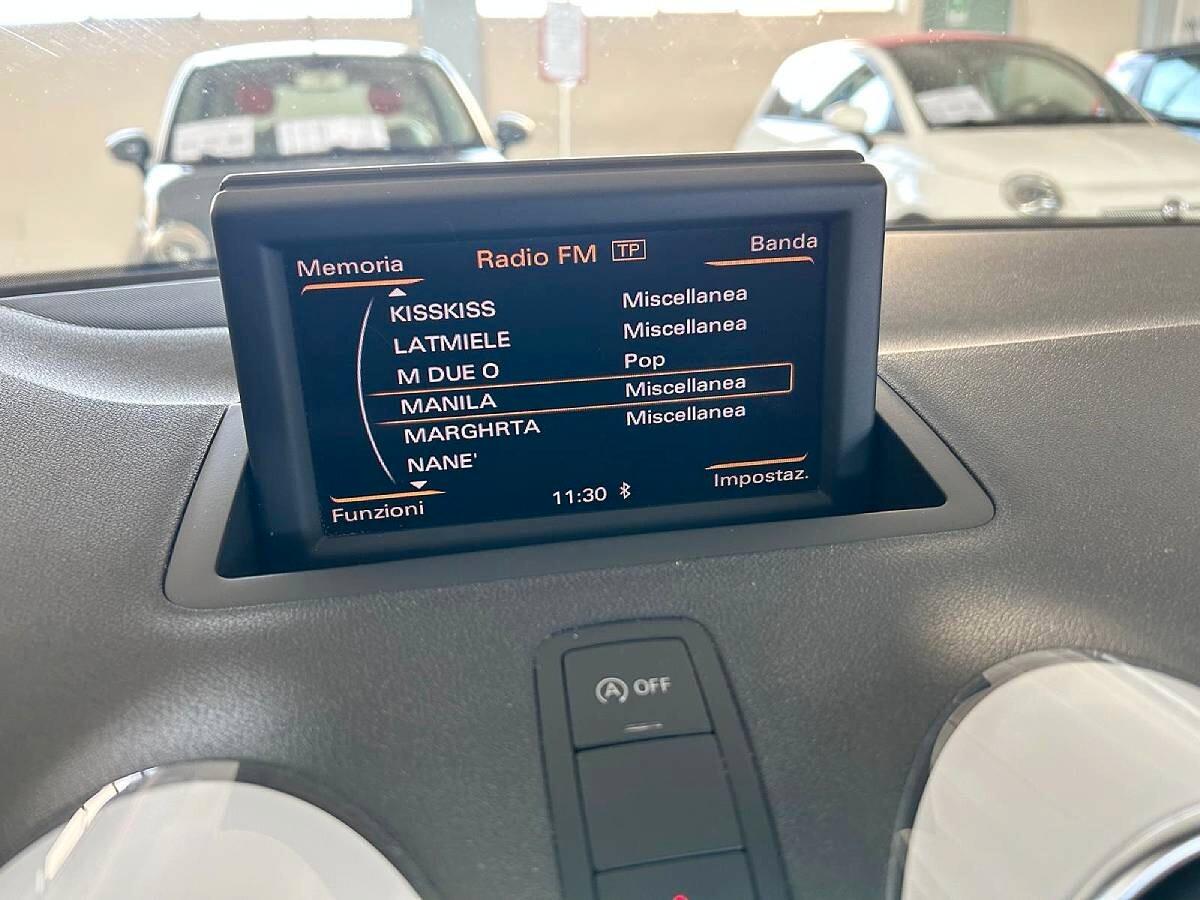 Memoria Radio FM TP Banda
KISSKISS Miscellanea
LATMIELE Miscellanea
M DUE O Pop
MANILA Miscellanea
MARGHRTA Miscellanea
NANE'
Funzioni 11:30 Impostaz.
A OFF